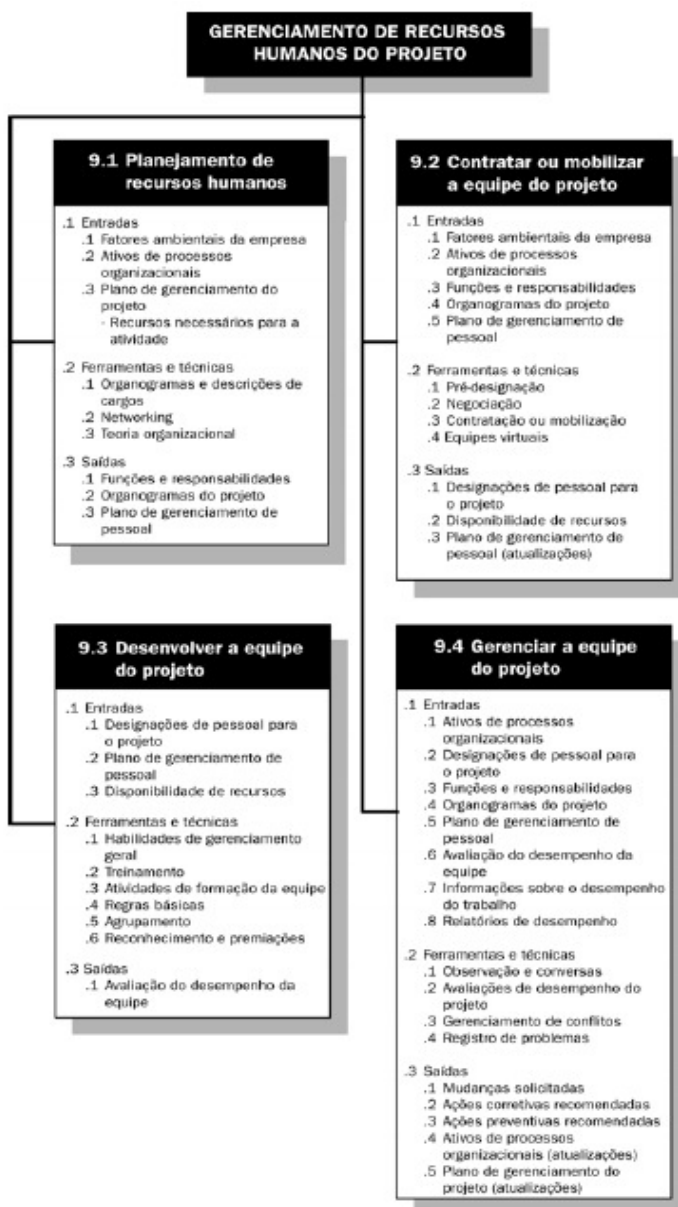 GERENCIAMENTO DE RECURSOS
HUMANOS DO PROJETO
9.1 Planejamento de
recursos humanos
.1 Entradas
.1 Fatores ambientais da empresa
.2 Ativos de processos
organizacionais
.3 Plano de gerenciamento do
projeto
- Recursos necessários para a
atividade
.2 Ferramentas e técnicas
.1 Organogramas e descrições de
cargos
.2 Networking
.3 Teoria organizacional
.3 Saídas
.1 Funções e responsabilidades
.2 Organogramas do projeto
.3 Plano de gerenciamento de
pessoal
9.2 Contratar ou mobilizar
a equipe do projeto
.1 Entradas
.1 Fatores ambientais da empresa
.2 Ativos de processos
organizacionais
.3 Funções e responsabilidades
.4 Organogramas do projeto
.5 Plano de gerenciamento de
pessoal
.2 Ferramentas e técnicas
.1 Pré-designação
.2 Negociação
.3 Contratação ou mobilização
.4 Equipes virtuais
.3 Saídas
.1 Designações de pessoal para
o projeto
.2 Disponibilidade de recursos
.3 Plano de gerenciamento de
pessoal (atualizações)
9.3 Desenvolver a equipe
do projeto
.1 Entradas
.1 Designações de pessoal para
o projeto
.2 Plano de gerenciamento de
pessoal
.3 Disponibilidade de recursos
.2 Ferramentas e técnicas
.1 Habilidades de gerenciamento
geral
.2 Treinamento
.3 Atividades de formação da equipe
.4 Regras básicas
.5 Agrupamento
.6 Reconhecimento e premiações
.3 Saídas
.1 Avaliação do desempenho da
equipe
9.4 Gerenciar a equipe
do projeto
.1 Entradas
.1 Ativos de processos
organizacionais
.2 Designações de pessoal para
o projeto
.3 Funções e responsabilidades
.4 Organogramas do projeto
.5 Plano de gerenciamento de
pessoal
.6 Avaliação do desempenho da
equipe
.7 Informações sobre o desempenho
do trabalho
.8 Relatórios de desempenho
.2 Ferramentas e técnicas
.1 Observação e conversas
.2 Avaliações de desempenho do
projeto
.3 Gerenciamento de conflitos
.4 Registro de problemas
.3 Saídas
.1 Mudanças solicitadas
.2 Ações corretivas recomendadas
.3 Ações preventivas recomendadas
.4 Ativos de processos
organizacionais (atualizações)
.5 Plano de gerenciamento do
projeto (atualizações)